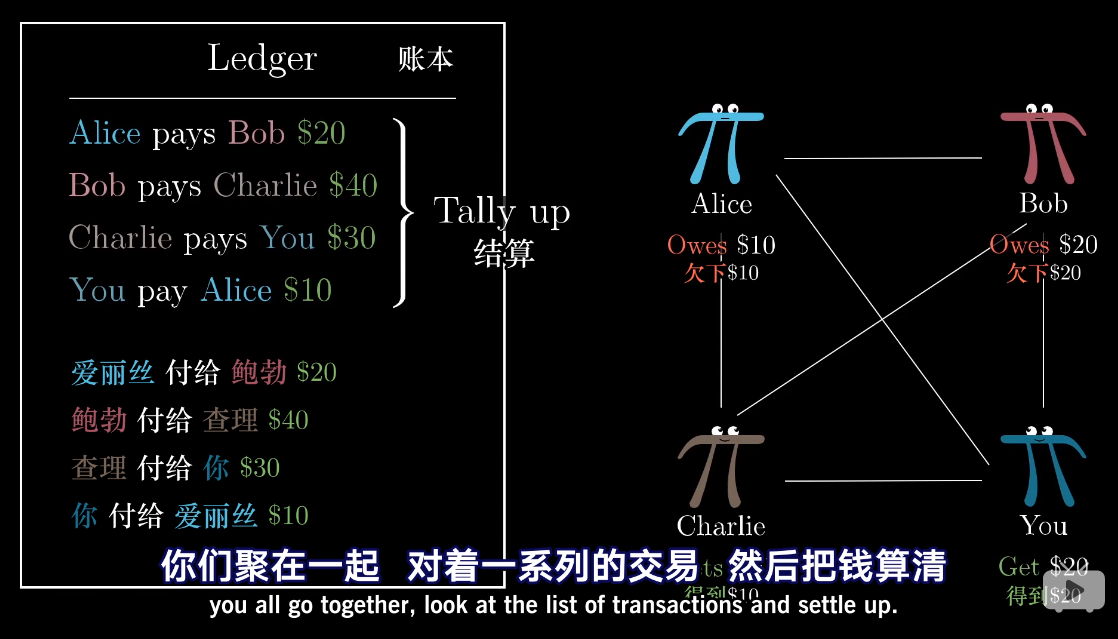 Ledger 账本
Alice pays Bob $20
Bob pays Charlie $40
Charlie pays You $30
You pay Alice $10
Tally up
结算
爱丽丝 付给 鲍勃 $20
鲍勃 付给 查理 $40
查理 付给 你 $30
你 付给 爱丽丝 $10
Alice
Owes $10
欠下$10
Bob
Owes $20
欠下$20
Charlie
得到$10
You
Get $20
得到$20
你们聚在一起 对着一系列的交易 然后把钱算清
you all go together, look at the list of transactions and settle up.